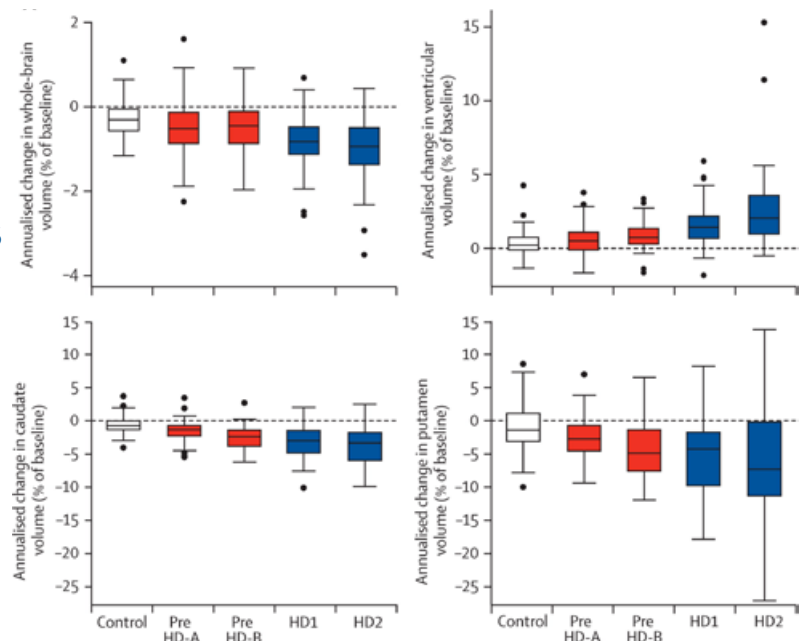 Annualised change in whole-brain
volume (% of baseline)
2
0
−2
−4
Annualised change in ventricular
volume (% of baseline)
15
10
5
0
Annualised change in caudate
volume (% of baseline)
15
10
5
0
−5
−10
−15
−20
−25
Control
Pre
HD-A
Pre
HD-B
HD1
HD2
Annualised change in putamen
volume (% of baseline)
15
10
5
0
−5
−10
−15
−20
−25
Control
Pre
HD-A
Pre
HD-B
HD1
HD2